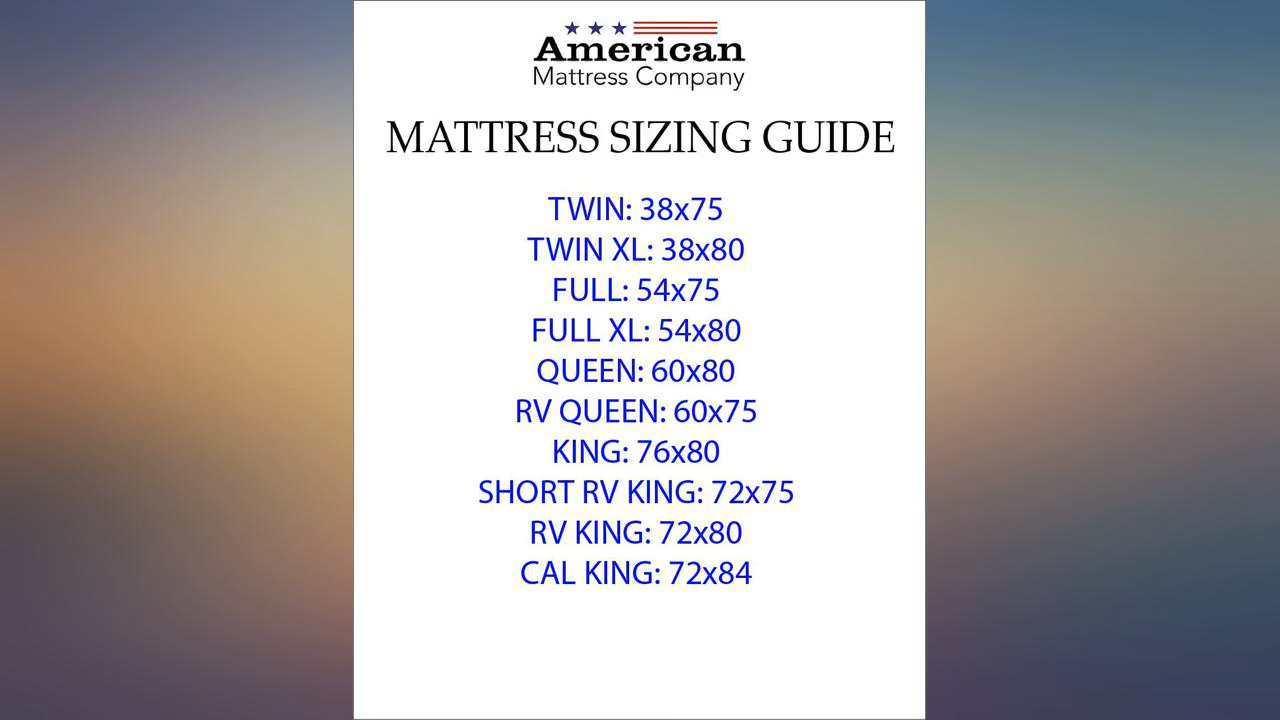 American
Mattress Company
MATTRESS SIZING GUIDE
TWIN: 38x75
TWIN XL: 38x80
FULL: 54x75
FULL XL: 54x80
QUEEN: 60x80
RV QUEEN: 60x75
KING: 76x80
SHORT RV KING: 72x75
RV KING: 72x80
CAL KING: 72x84